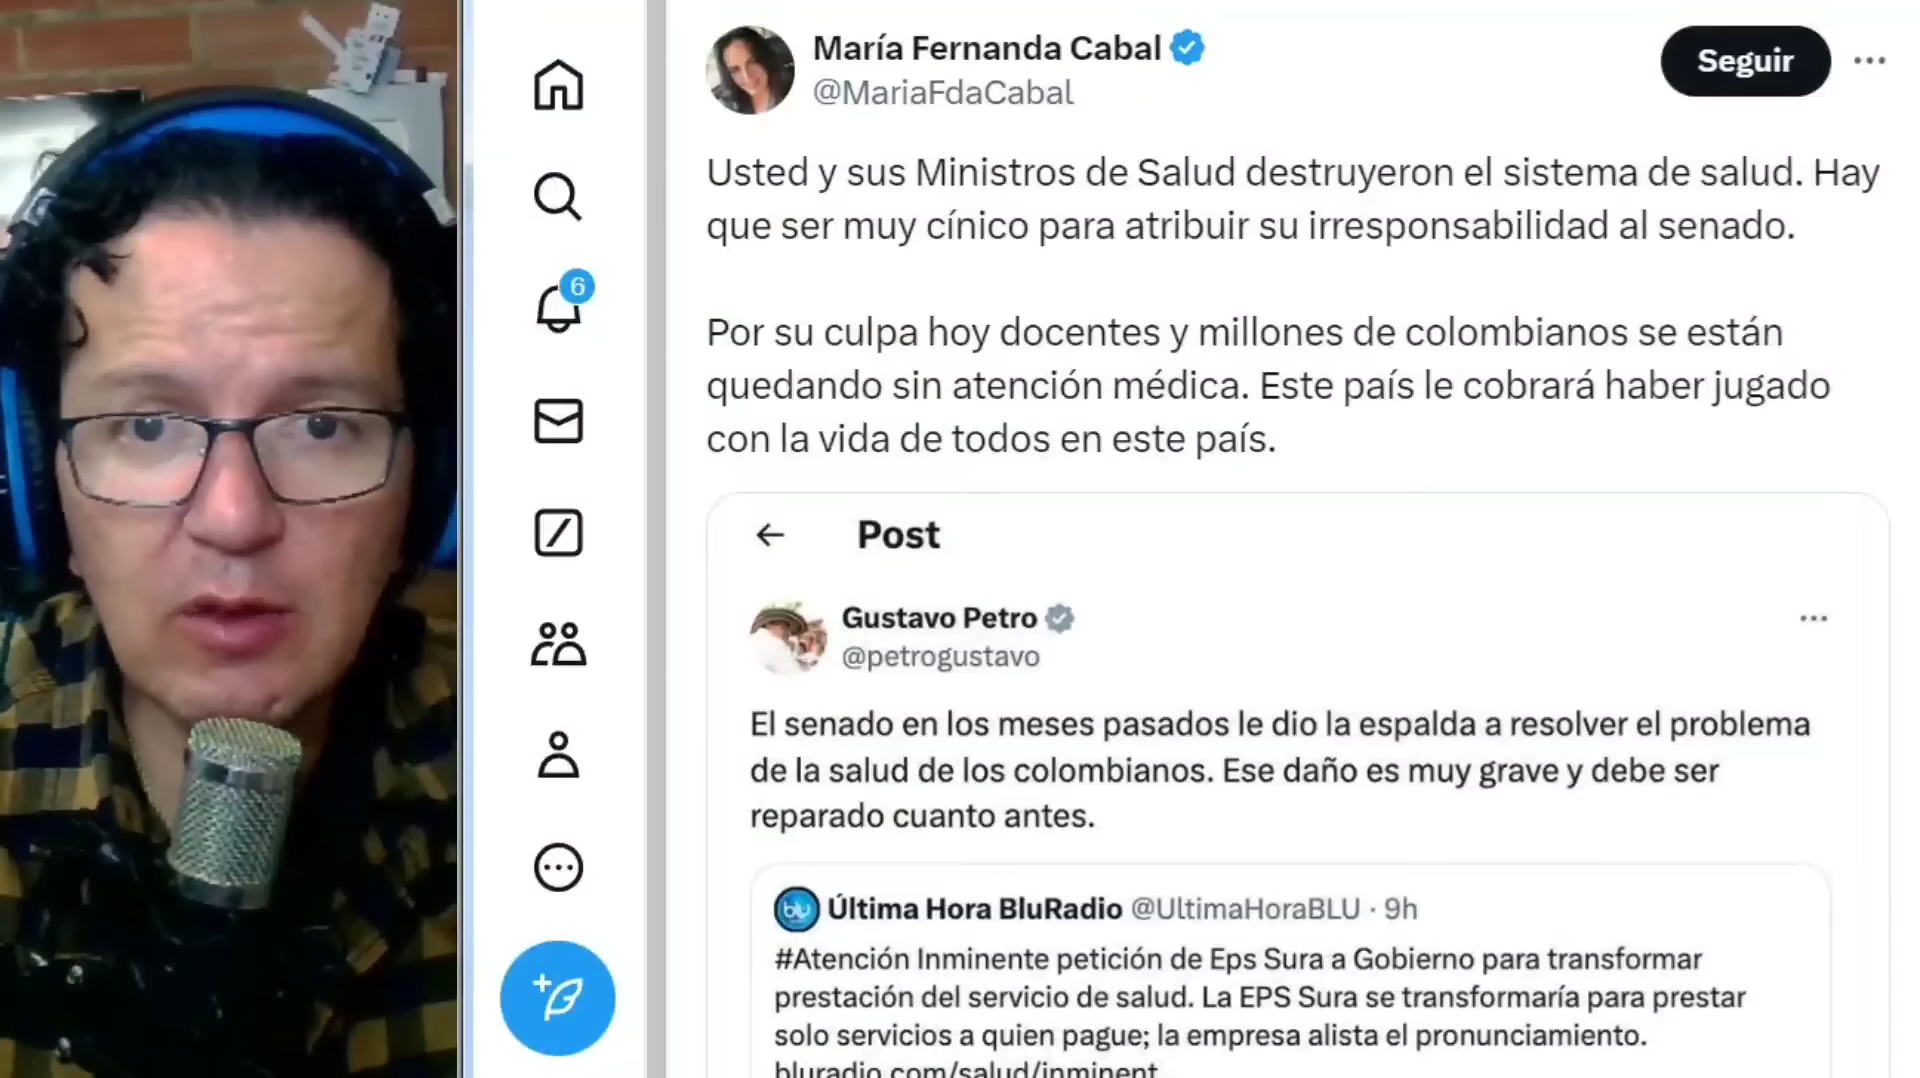 María Fernanda Cabal
@MariaFdaCabal
Seguir
Usted y sus Ministros de Salud destruyeron el sistema de salud. Hay
que ser muy cínico para atribuir su irresponsabilidad al senado.
Por su culpa hoy docentes y millones de colombianos se están
quedando sin atención médica. Este país le cobrará haber jugado
con la vida de todos en este país.
6
Post
Gustavo Petro
@petrogustavo
El senado en los meses pasados le dio la espalda a resolver el problema
de la salud de los colombianos. Ese daño es muy grave y debe ser
reparado cuanto antes.
blu
Última Hora BluRadio @UltimaHoraBLU · 9h
#Atención Inminente petición de Eps Sura a Gobierno para transformar
prestación del servicio de salud. La EPS Sura se transformaría para prestar
solo servicios a quien pague; la empresa alista el pronunciamiento.
bluradio.com/salud/inminent...